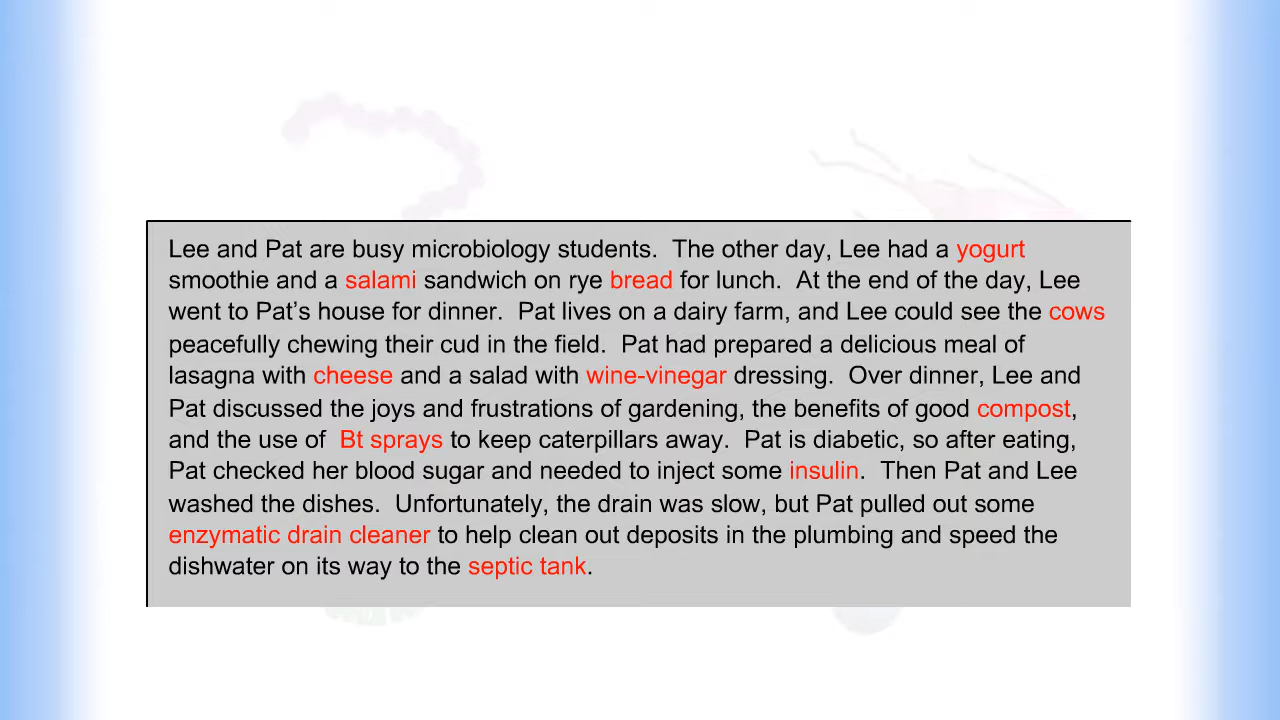 Lee and Pat are busy microbiology students.  The other day, Lee had a yogurt
smoothie and a salami sandwich on rye bread for lunch.  At the end of the day, Lee
went to Pat’s house for dinner.  Pat lives on a dairy farm, and Lee could see the cows
peacefully chewing their cud in the field.  Pat had prepared a delicious meal of
lasagna with cheese and a salad with wine-vinegar dressing.  Over dinner, Lee and
Pat discussed the joys and frustrations of gardening, the benefits of good compost,
and the use of  Bt sprays to keep caterpillars away.  Pat is diabetic, so after eating,
Pat checked her blood sugar and needed to inject some insulin.  Then Pat and Lee
washed the dishes.  Unfortunately, the drain was slow, but Pat pulled out some
enzymatic drain cleaner to help clean out deposits in the plumbing and speed the
dishwater on its way to the septic tank.